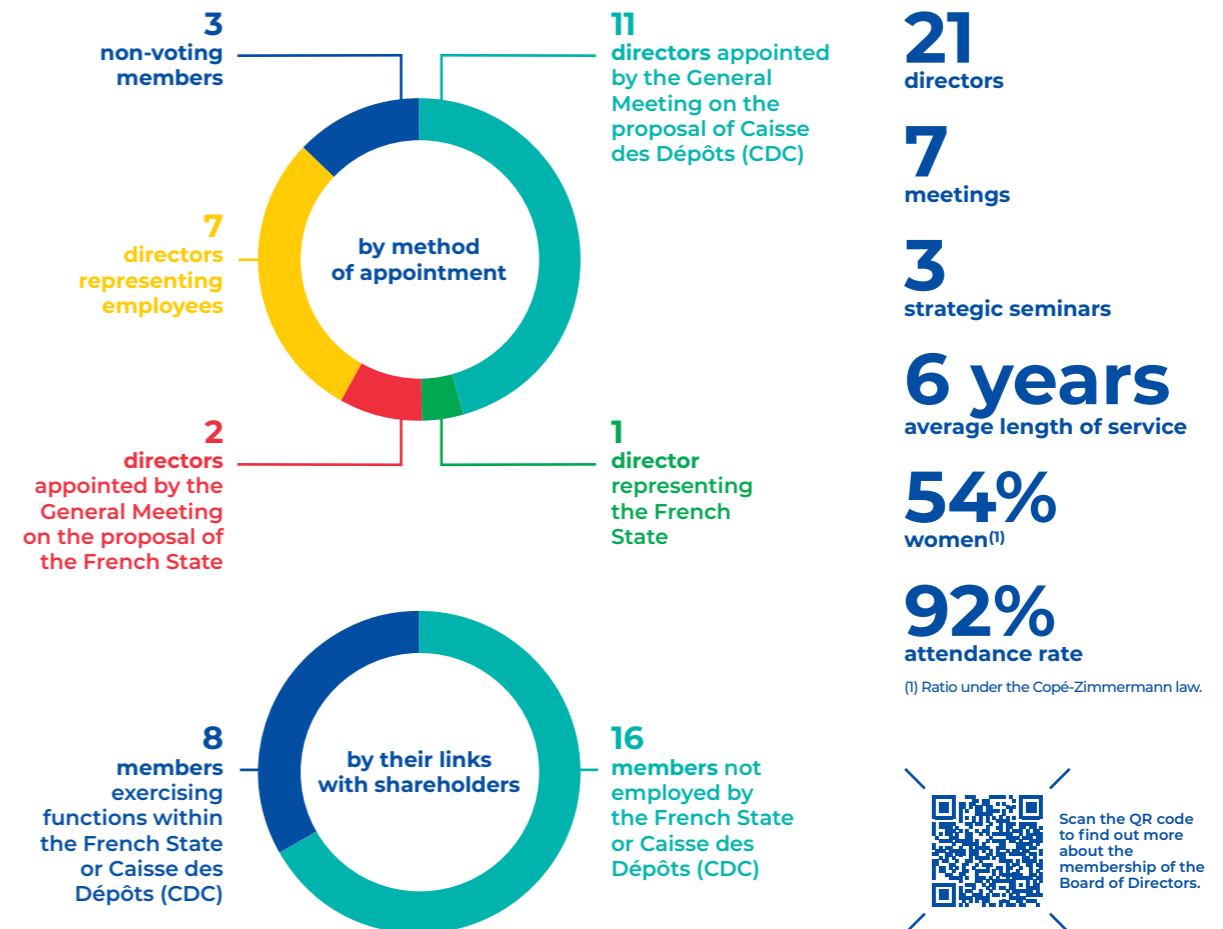 3
non-voting
members
11
directors appointed
by the General
Meeting on the
proposal of Caisse
des Dépôts (CDC)
7
directors
representing
employees
by method
of appointment
2
directors
appointed by the
General Meeting
on the proposal of
the French State
1
director
representing
the French
State
8
members
exercising
functions within
the French State
or Caisse des
Dépôts (CDC)
by their links
with shareholders
16
members not
employed by
the French State
or Caisse des
Dépôts (CDC)
21
directors
7
meetings
3
strategic seminars
6 years
average length of service
54%
women(1)
92%
attendance rate
(1) Ratio under the Copé-Zimmermann law.
Scan the QR code
to find out more
about the
membership of the
Board of Directors.